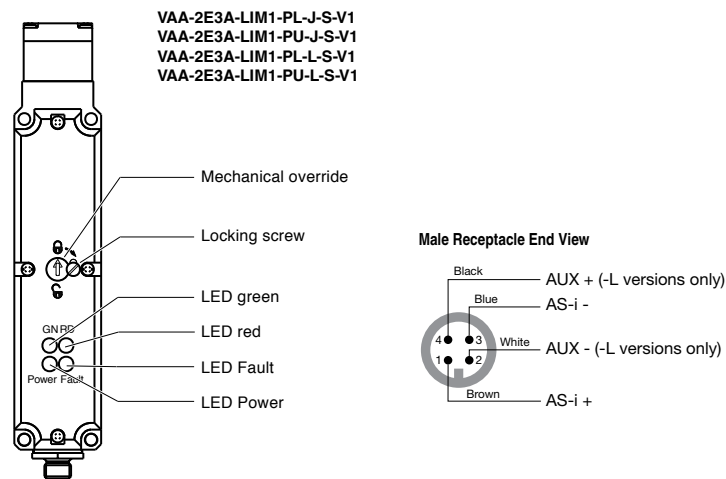 VAA-2E3A-LIM1-PL-J-S-V1
VAA-2E3A-LIM1-PU-J-S-V1
VAA-2E3A-LIM1-PL-L-S-V1
VAA-2E3A-LIM1-PU-L-S-V1
Mechanical override
Locking screw
LED green
GN RD
LED red
LED Fault
Power Fault
LED Power
Male Receptacle End View
Black
AUX + (-L versions only)
Blue
AS-i -
4 3
White
AUX - (-L versions only)
1 2
Brown
AS-i +